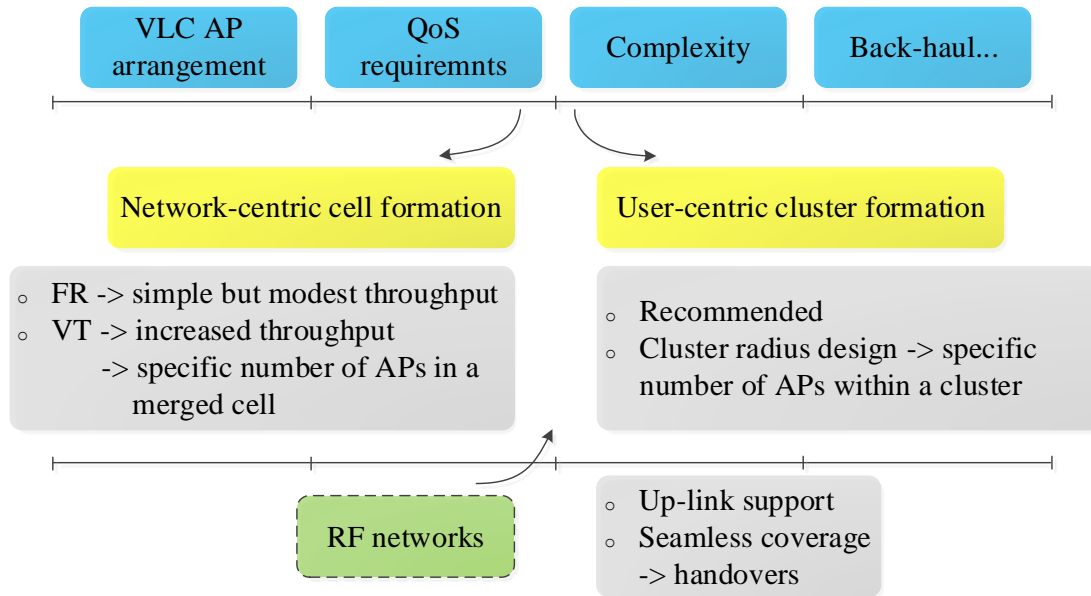 VLC AP
arrangement
QoS
requiremnts
Complexity
Back-haul...
Network-centric cell formation
User-centric cluster formation
FR -> simple but modest throughput
VT -> increased throughput
-> specific number of APs in a
merged cell
Recommended
Cluster radius design -> specific
number of APs within a cluster
RF networks
Up-link support
Seamless coverage
-> handovers